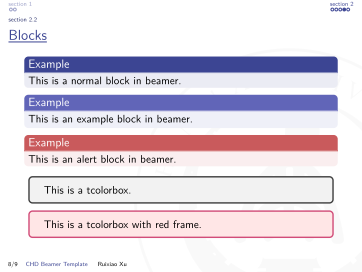 section 1
section 2
section 2.2
Blocks
Example
This is a normal block in beamer.
Example
This is an example block in beamer.
Example
This is an alert block in beamer.
This is a tcolorbox.
This is a tcolorbox with red frame.
8/9 CHD Beamer Template Ruixiao Xu